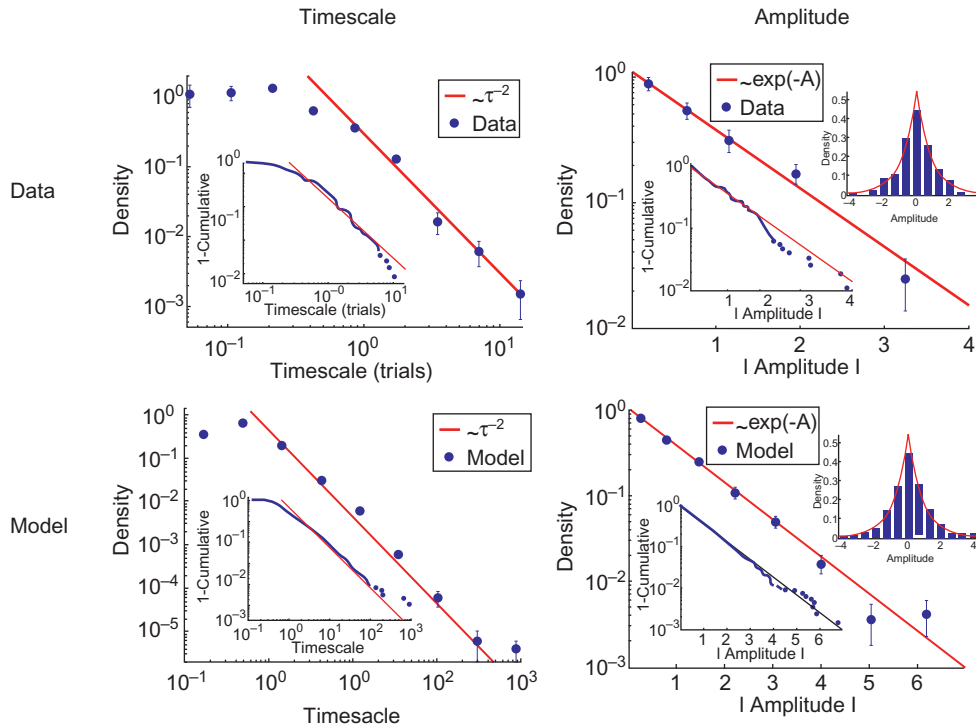 Timescale
Amplitude
Data
Density
10^0
10^-1
10^-2
10^-3
~τ^-2
Data
1-Cumulative
10^0
10^-1
10^-2
10^-1
10^-0
10^1
Timescale (trials)
10^-1
10^0
10^1
Timescale (trials)
Density
10^0
10^-1
10^-2
~exp(-A)
Data
1-Cumulative
10^0
10^-1
10^-2
1
2
3
4
I Amplitude I
Density
0.5
0.4
0.3
0.2
0.1
0
−4
−2
0
2
Amplitude
1
2
3
4
I Amplitude I
Model
Density
10^0
10^-1
10^-2
10^-3
10^-4
10^-5
~τ^-2
Model
1-Cumulative
10^0
10^-1
10^-2
10^-3
10^-2
10^0
10^2
10^3
Timescale
10^-1
10^0
10^1
10^2
10^3
Timesacle
Density
10^0
10^-1
10^-2
10^-3
~exp(-A)
Model
1-Cumulative
10^0
10^-1
10^-2
10^-3
1
2
3
4
5
6
I Amplitude I
Density
0.5
0.4
0.3
0.2
0.1
0
−4
−2
0
2
4
Amplitude
1
2
3
4
5
6
I Amplitude I